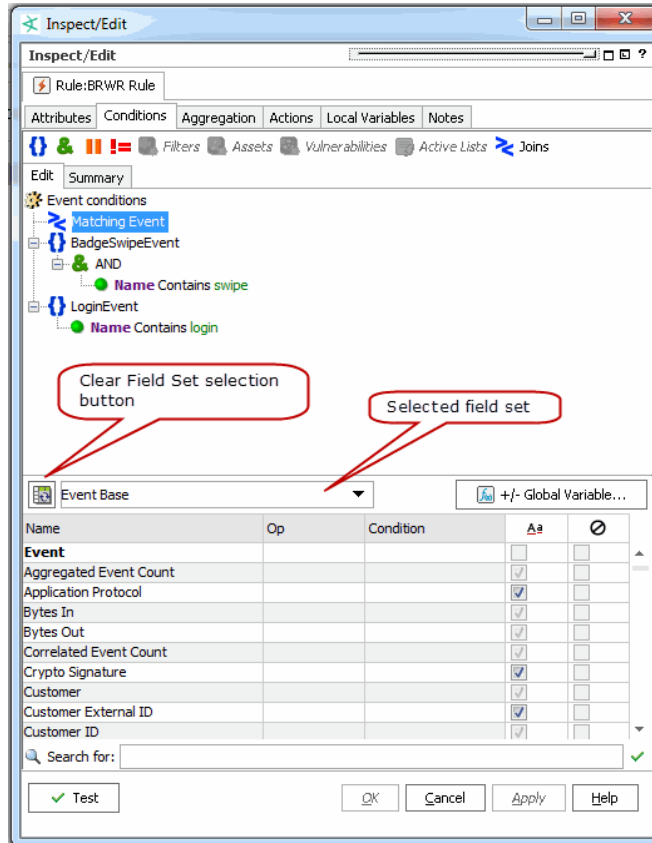 Inspect/Edit
Inspect/Edit
?
Rule:BRWR Rule
Attributes Conditions Aggregation Actions Local Variables Notes
{} & != Filters Assets Vulnerabilities Active Lists Joins
Edit Summary
Event conditions
Matching Event
{} BadgeSwipeEvent
& AND
Name Contains swipe
{} LoginEvent
Name Contains login
Clear Field Set selection
button
Selected field set
Event Base
+/- Global Variable...
Name Op Condition Aa
Event
Aggregated Event Count
Application Protocol
Bytes In
Bytes Out
Correlated Event Count
Crypto Signature
Customer
Customer External ID
Customer ID
Search for:
Test OK Cancel Apply Help